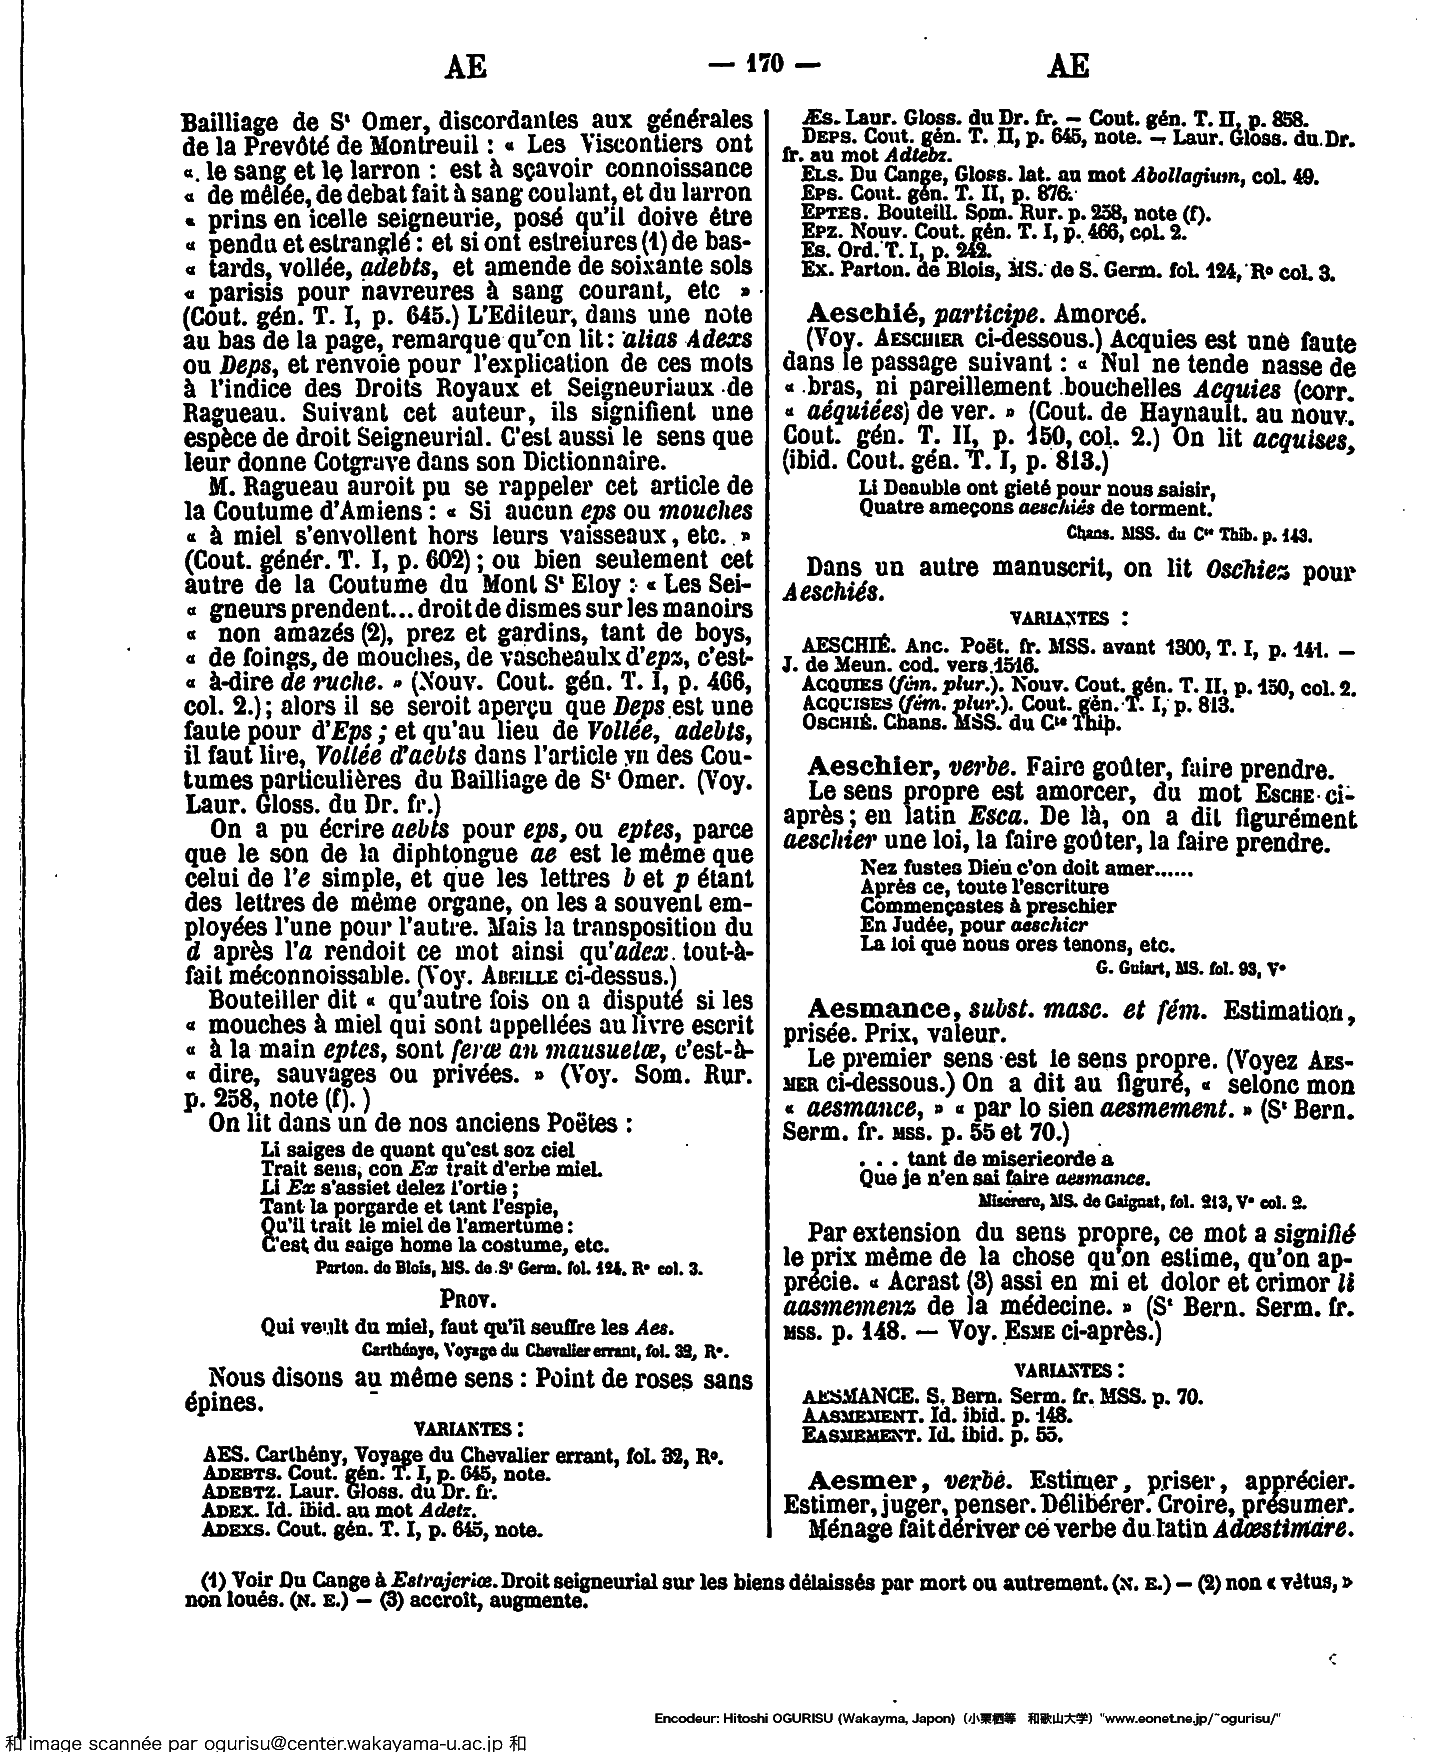 AE — 170 — AE
Bailliage de Sᵗ Omer, discordantes aux générales
de la Prevôté de Montreuil : « Les Viscontiers ont
« le sang et le larron : est à sçavoir connoissance
« de mêlée, de debat fait à sang coulant, et du larron
« prins en icelle seigneurie, posé qu'il doive être
« pendu et estranglé : et si ont estreiures (1) de bas-
« tards, vollée, adebts, et amende de soixante sols
« parisis pour navreures à sang courant, etc »
(Cout. gén. T. I, p. 645.) L'Editeur, dans une note
au bas de la page, remarque qu'on lit : alias Adexs
ou Deps, et renvoie pour l'explication de ces mots
à l'indice des Droits Royaux et Seigneuriaux de
Ragueau. Suivant cet auteur, ils signifient une
espèce de droit Seigneurial. C'est aussi le sens que
leur donne Cotgrave dans son Dictionnaire.
M. Ragueau auroit pu se rappeler cet article de
la Coutume d'Amiens : « Si aucun eps ou mouches
« à miel s'envollent hors leurs vaisseaux, etc. »
(Cout. génér. T. I, p. 602) ; ou bien seulement cet
autre de la Coutume du Mont Sᵗ Eloy : « Les Sei-
« gneurs prendent... droit de dismes sur les manoirs
« non amazés (2), prez et gardins, tant de boys,
« de foings, de mouches, de vascheaulx d'epz, c'est-
« à-dire de ruche. » (Nouv. Cout. gén. T. I, p. 466,
col. 2.) ; alors il se seroit aperçu que Deps est une
faute pour d'Eps ; et qu'au lieu de Vollée, adebts,
il faut lire, Vollée d'aebts dans l'article VII des Cou-
tumes particulières du Bailliage de Sᵗ Omer. (Voy.
Laur. Gloss. du Dr. fr.)
On a pu écrire aebts pour eps, ou eptes, parce
que le son de la diphtongue ae est le même que
celui de l'e simple, et que les lettres b et p étant
des lettres de même organe, on les a souvent em-
ployées l'une pour l'autre. Mais la transposition du
d après l'a rendoit ce mot ainsi qu'adex tout-à-
fait méconnoissable. (Voy. ABEILLE ci-dessus.)
Bouteiller dit « qu'autre fois on a disputé si les
« mouches à miel qui sont appellées au livre escrit
« à la main eptes, sont feræ an mausuetæ, c'est-à-
« dire, sauvages ou privées. » (Voy. Som. Rur.
p. 258, note (f). )
On lit dans un de nos anciens Poëtes :
Li saiges de quant qu'est soz ciel
Trait sens, con Ex trait d'erbe miel.
Li Ex s'assiet delez l'ortie ;
Tant la porgarde et tant l'espie,
Qu'il trait le miel de l'amertume :
C'est du saige home la costume, etc.
Parton. de Blois, MS. de Sᵗ Germ. fol. 124. Rº col. 3.
PROV.
Qui veult du miel, faut qu'il seuffre les Aes.
Carthényo, Voyage du Chevalier errant, fol. 32, Rº.
Nous disons au même sens : Point de roses sans
épines.
VARIANTES :
AES. Carthény, Voyage du Chevalier errant, fol. 32, Rº.
ADEBTS. Cout. gén. T. I, p. 645, note.
ADEBTZ. Laur. Gloss. du Dr. fr.
ADEX. Id. ibid. au mot Adetz.
ADEXS. Cout. gén. T. I, p. 645, note.
Æs. Laur. Gloss. du Dr. fr. — Cout. gén. T. II, p. 858.
DEPS. Cout. gén. T. II, p. 645, note. — Laur. Gloss. du Dr.
fr. au mot Adtebz.
ELS. Du Cange, Gloss. lat. au mot Abollagium, col. 49.
EPS. Cout. gén. T. II, p. 876.
EPTES. Bouteill. Som. Rur. p. 258, note (f).
EPZ. Nouv. Cout. gén. T. I, p. 466, col. 2.
ES. Ord. T. I, p. 242.
EX. Parton. de Blois, MS. de S. Germ. fol. 124, Rº col. 3.
Aeschié, participe. Amorcé.
(Voy. AESCHIER ci-dessous.) Acquies est une faute
dans le passage suivant : « Nul ne tende nasse de
« bras, ni pareillement bouchelles Acquies (corr.
« aéquiées) de ver. » (Cout. de Haynault. au nouv.
Cout. gén. T. II, p. 150, col. 2.) On lit acquises,
(ibid. Cout. gén. T. I, p. 813.)
Li Deauble ont gieté pour nous saisir,
Quatre ameçons aeschiés de torment.
Chans. MSS. du Cᵗᵉ Thib. p. 143.
Dans un autre manuscrit, on lit Oschiez pour
Aeschiés.
VARIANTES :
AESCHIÉ. Anc. Poët. fr. MSS. avant 1300, T. I, p. 141. —
J. de Meun. cod. vers 1516.
ACQUIES (fém. plur.). Nouv. Cout. gén. T. II, p. 150, col. 2.
ACQUISES (fém. plur.). Cout. gén. T. I, p. 813.
OSCHIÉ. Chans. MSS. du Cᵗᵉ Thib.
Aeschier, verbe. Faire goûter, faire prendre.
Le sens propre est amorcer, du mot ESCHE ci-
après ; en latin Esca. De là, on a dit figurément
aeschier une loi, la faire goûter, la faire prendre.
Nez fustes Dieu c'on doit amer......
Après ce, toute l'escriture
Commençastes à preschier
En Judée, pour aeschier
La loi que nous ores tenons, etc.
G. Guiart, MS. fol. 93, Vº
Aesmance, subst. masc. et fém. Estimation,
prisée. Prix, valeur.
Le premier sens est le sens propre. (Voyez AES-
MER ci-dessous.) On a dit au figuré, « selonc mon
« aesmance, » « par lo sien aesmement. » (Sᵗ Bern.
Serm. fr. MSS. p. 55 et 70.)
. . . tant de misericorde a
Que je n'en sai faire aesmance.
Miserere, MS. de Gaignat, fol. 213, Vº col. 2.
Par extension du sens propre, ce mot a signifié
le prix même de la chose qu'on estime, qu'on ap-
précie. « Acrast (3) assi en mi et dolor et crimor li
aasmemenz de la médecine. » (Sᵗ Bern. Serm. fr.
MSS. p. 148. — Voy. ESME ci-après.)
VARIANTES :
AESMANCE. S. Bern. Serm. fr. MSS. p. 70.
AASMEMENT. Id. ibid. p. 148.
EASMEMENT. Id. ibid. p. 55.
Aesmer, verbe. Estimer, priser, apprécier.
Estimer, juger, penser. Délibérer. Croire, présumer.
Ménage fait dériver ce verbe du latin Adæstimare.
(1) Voir Du Cange à Estrajeriæ. Droit seigneurial sur les biens délaissés par mort ou autrement. (N. E.) — (2) non « vêtus, »
non loués. (N. E.) — (3) accroît, augmente.
Encodeur: Hitoshi OGURISU (Wakayma, Japon) (小栗栖等 和歌山大学) "www.eonet.ne.jp/~ogurisu/"
和 image scannée par ogurisu@center.wakayama-u.ac.jp 和